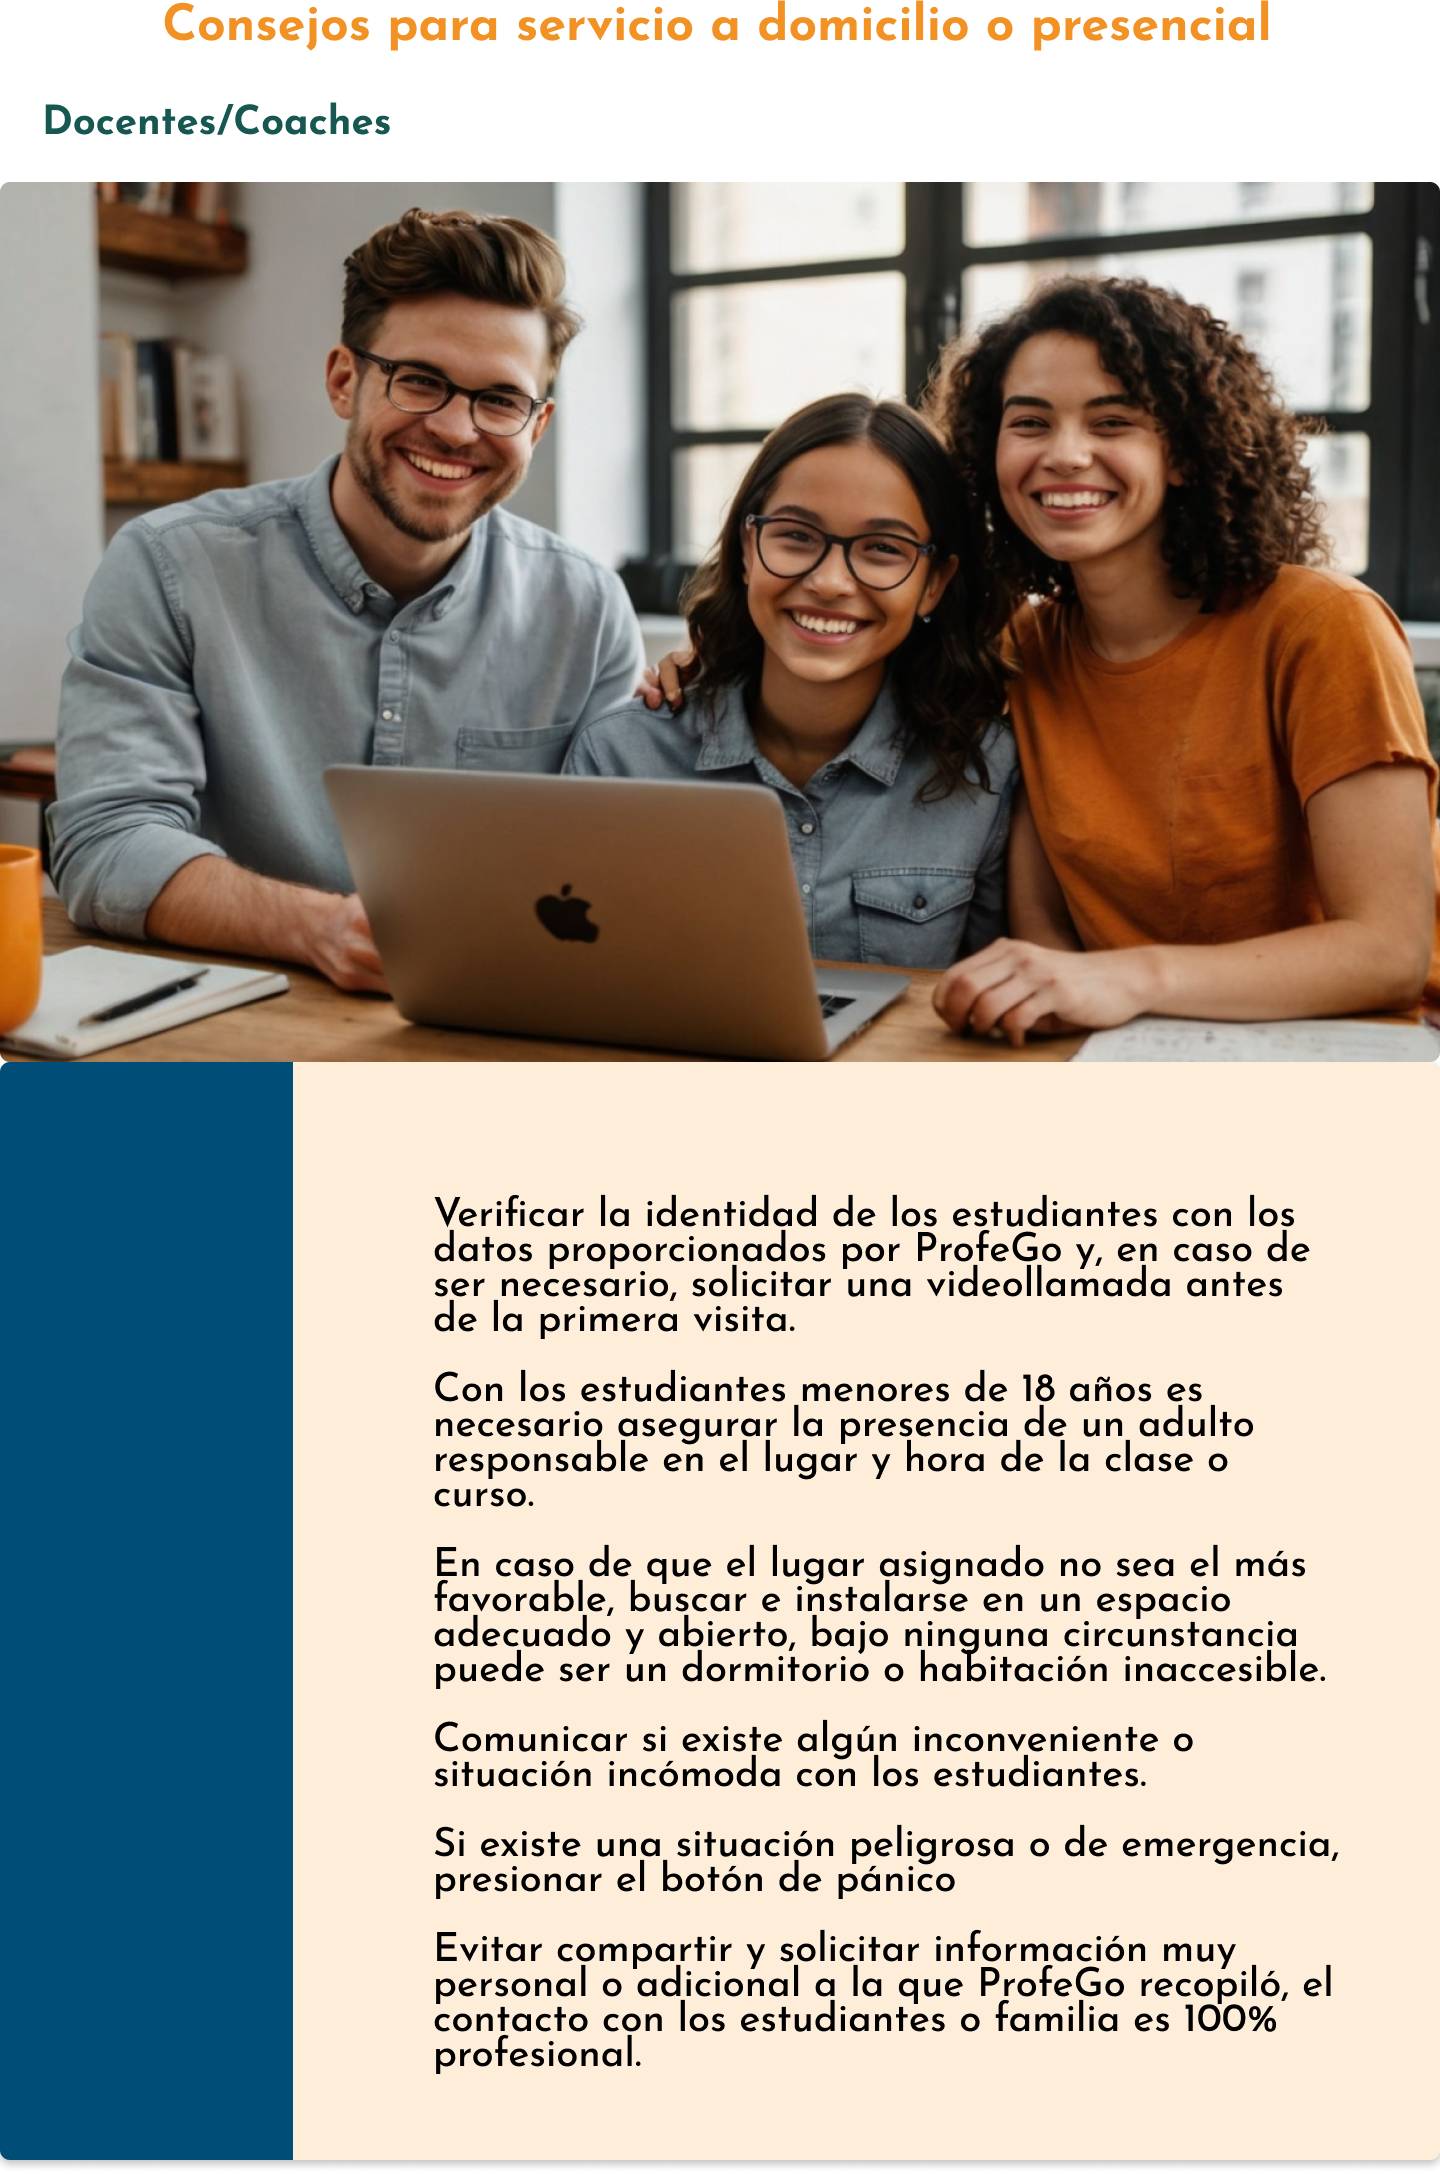 Consejos para servicio a domicilio o presencial
Docentes/Coaches
Verificar la identidad de los estudiantes con los
datos proporcionados por ProfeGo y, en caso de
ser necesario, solicitar una videollamada antes
de la primera visita.
Con los estudiantes menores de 18 años es
necesario asegurar la presencia de un adulto
responsable en el lugar y hora de la clase o
curso.
En caso de que el lugar asignado no sea el más
favorable, buscar e instalarse en un espacio
adecuado y abierto, bajo ninguna circunstancia
puede ser un dormitorio o habitación inaccesible.
Comunicar si existe algún inconveniente o
situación incómoda con los estudiantes.
Si existe una situación peligrosa o de emergencia,
presionar el botón de pánico
Evitar compartir y solicitar información muy
personal o adicional a la que ProfeGo recopiló, el
contacto con los estudiantes o familia es 100%
profesional.